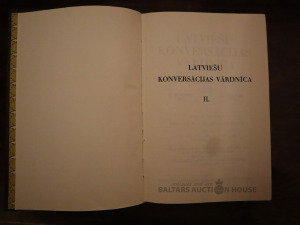 LATVIEŠU
KONVERSĀCIJAS VĀRDNĪCA
II.
BALTARS AUCTION HOUSE